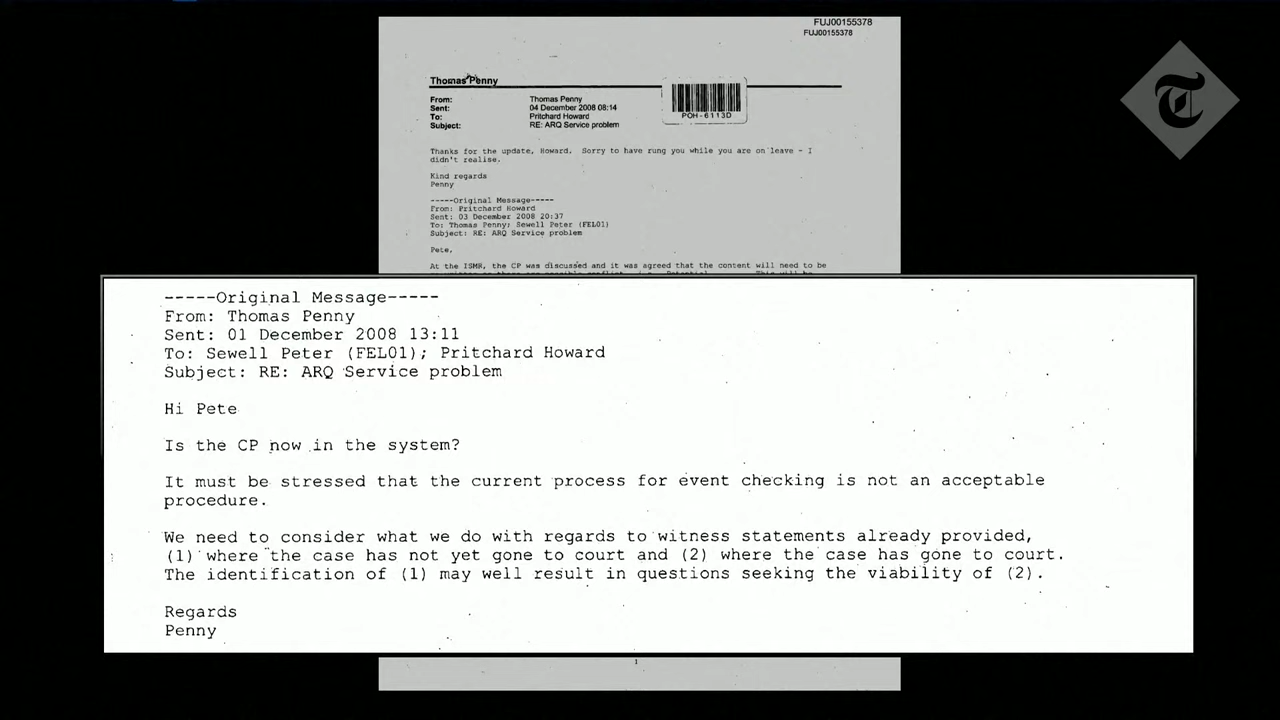 FUJ00155378
FUJ00155378
Thomas Penny
From: Thomas Penny
Sent: 04 December 2008 08:14
To: Pritchard Howard
Subject: RE: ARQ Service problem
POH-6113D
Thanks for the update, Howard. Sorry to have rung you while you are on leave - I
didn't realise.
Kind regards
Penny
-----Original Message-----
From: Pritchard Howard
Sent: 03 December 2008 20:37
To: Thomas Penny; Sewell Peter (FEL01)
Subject: RE: ARQ Service problem
Pete,
At the ISMR, the CP was discussed and it was agreed that the content will need to be
-----Original Message-----
From: Thomas Penny
Sent: 01 December 2008 13:11
To: Sewell Peter (FEL01); Pritchard Howard
Subject: RE: ARQ Service problem
Hi Pete
Is the CP now in the system?
It must be stressed that the current process for event checking is not an acceptable
procedure.
We need to consider what we do with regards to witness statements already provided,
(1) where the case has not yet gone to court and (2) where the case has gone to court.
The identification of (1) may well result in questions seeking the viability of (2).
Regards
Penny
1